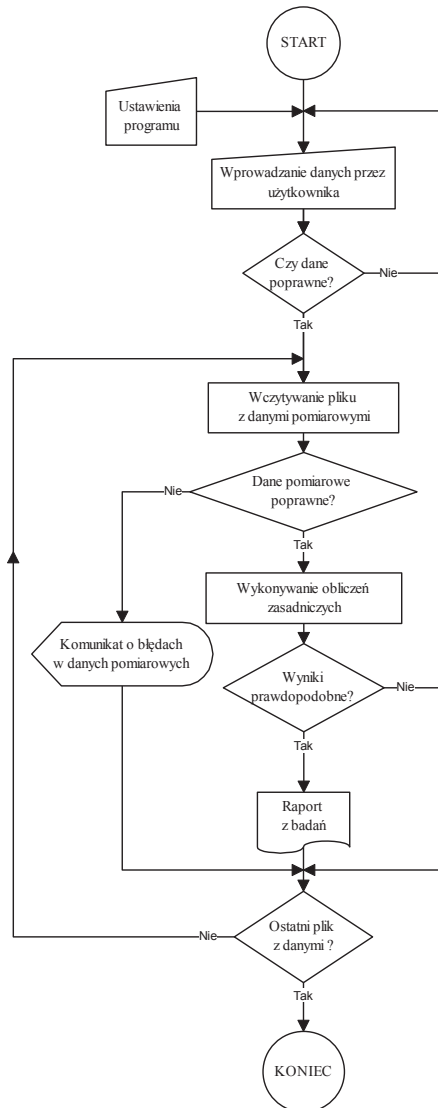 START
Ustawienia
programu
Wprowadzanie danych przez
użytkownika
Czy dane
poprawne?
Nie
Tak
Wczytywanie pliku
z danymi pomiarowymi
Dane pomiarowe
poprawne?
Nie
Tak
Wykonywanie obliczeń
zasadniczych
Komunikat o błędach
w danych pomiarowych
Wyniki
prawdopodobne?
Nie
Tak
Raport
z badań
Ostatni plik
z danymi ?
Nie
Tak
KONIEC